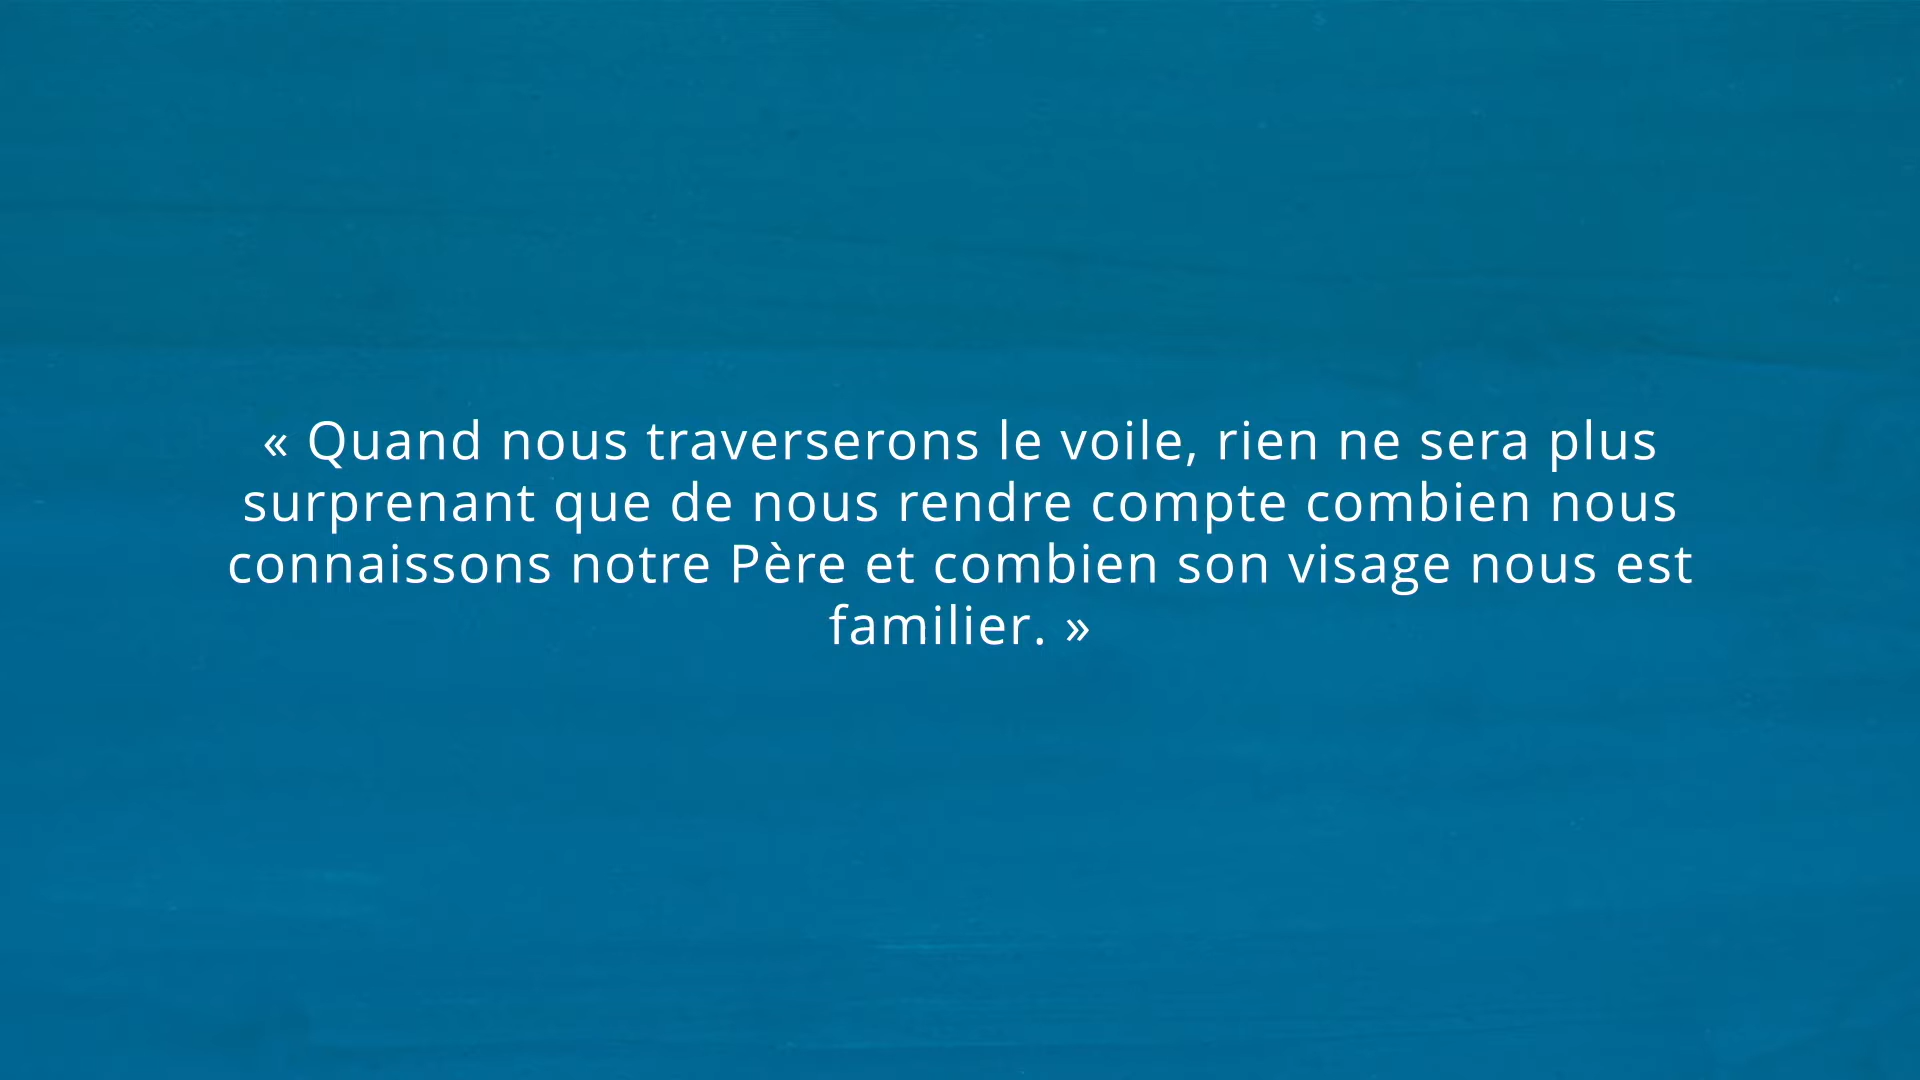 « Quand nous traverserons le voile, rien ne sera plus
surprenant que de nous rendre compte combien nous
connaissons notre Père et combien son visage nous est
familier. »